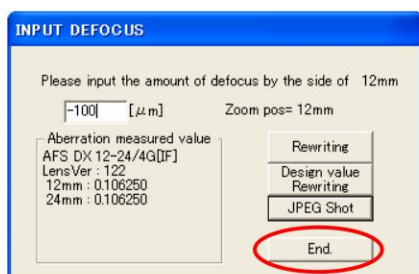 INPUT DEFOCUS
Please input the amount of defocus by the side of 12mm
-100 [μm] Zoom pos= 12mm
Aberration measured value
AFS DX 12-24/4G[IF]
LensVer : 122
12mm : 0.106250
24mm : 0.106250
Rewriting
Design value
Rewriting
JPEG Shot
End.